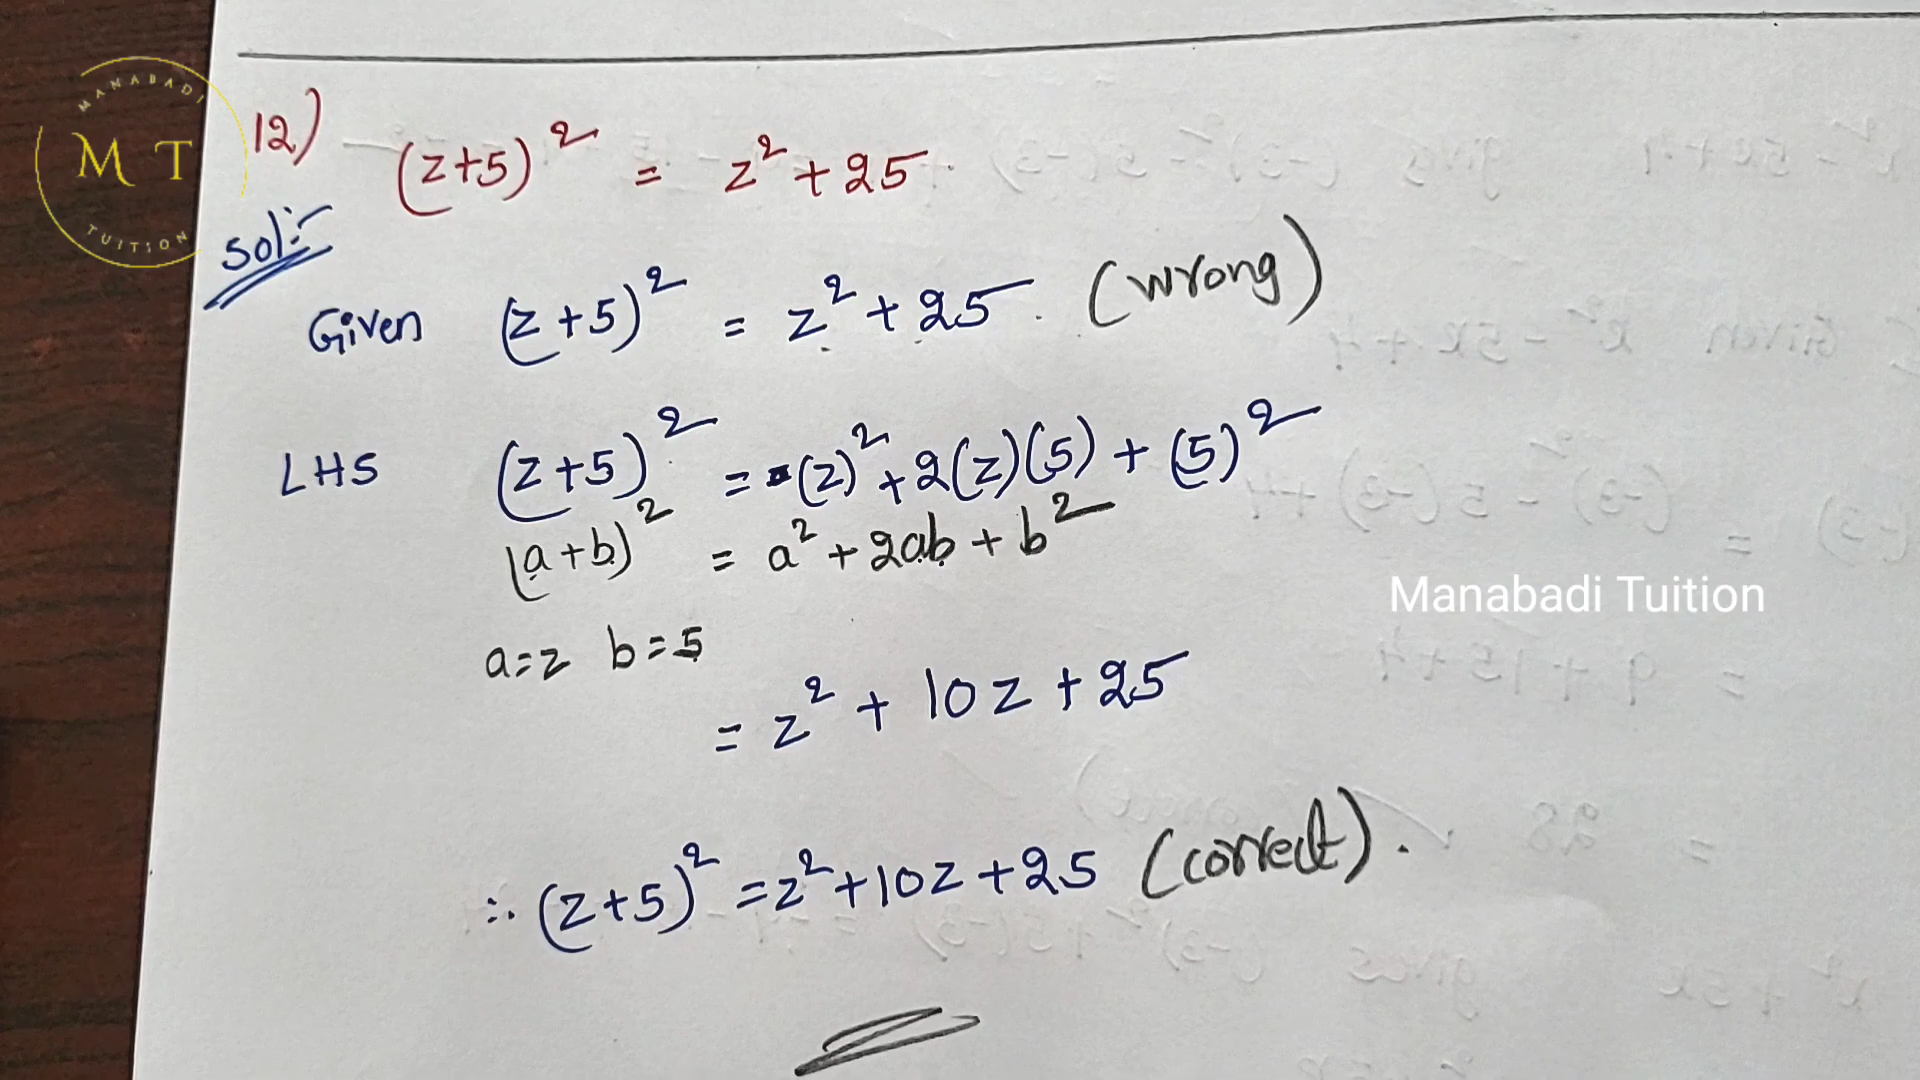 MANABADI
MT
TUITION
12) (z+5)² = z²+25
Sol:-
Given (z+5)² = z²+25. (wrong)
LHS (z+5)² = (z)²+2(z)(5)+(5)²
(a+b)² = a²+2ab+b²
a=z b=5
Manabadi Tuition
= z²+10z+25
∴ (z+5)² = z²+10z+25 (correct).